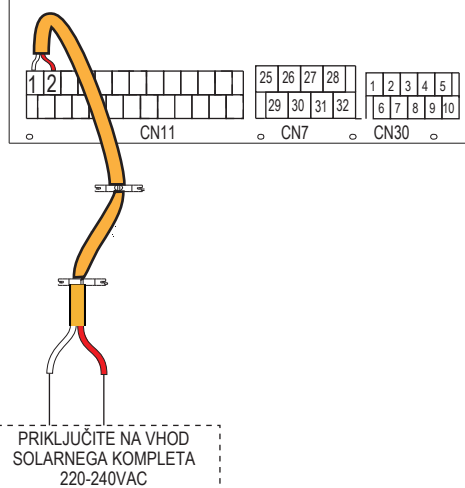 1 2
25 26 27 28
29 30 31 32
1 2 3 4 5
6 7 8 9 10
CN11 CN7 CN30
PRIKLJUČITE NA VHOD
SOLARNEGA KOMPLETA
220-240VAC